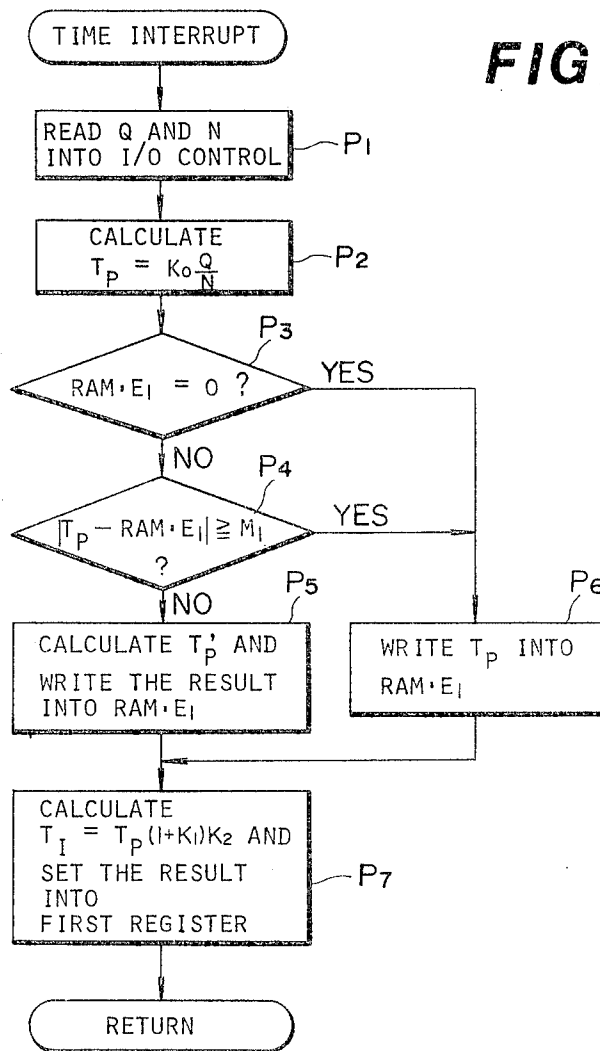 TIME INTERRUPT
FIG
READ Q AND N
INTO I/O CONTROL
P1
CALCULATE
TP = K0 Q/N
P2
P3
RAM·E1 = 0 ?
YES
NO
P4
|TP – RAM·E1| ≧ M1
?
YES
NO
P5
CALCULATE TP' AND
WRITE THE RESULT
INTO RAM·E1
P6
WRITE TP INTO
RAM·E1
CALCULATE
TI = TP(1+K1)K2 AND
SET THE RESULT
INTO
FIRST REGISTER
P7
RETURN